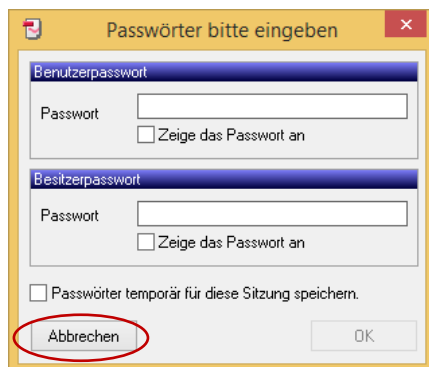 Passwörter bitte eingeben
Benutzerpasswort
Passwort
Zeige das Passwort an
Besitzerpasswort
Passwort
Zeige das Passwort an
Passwörter temporär für diese Sitzung speichern.
Abbrechen OK